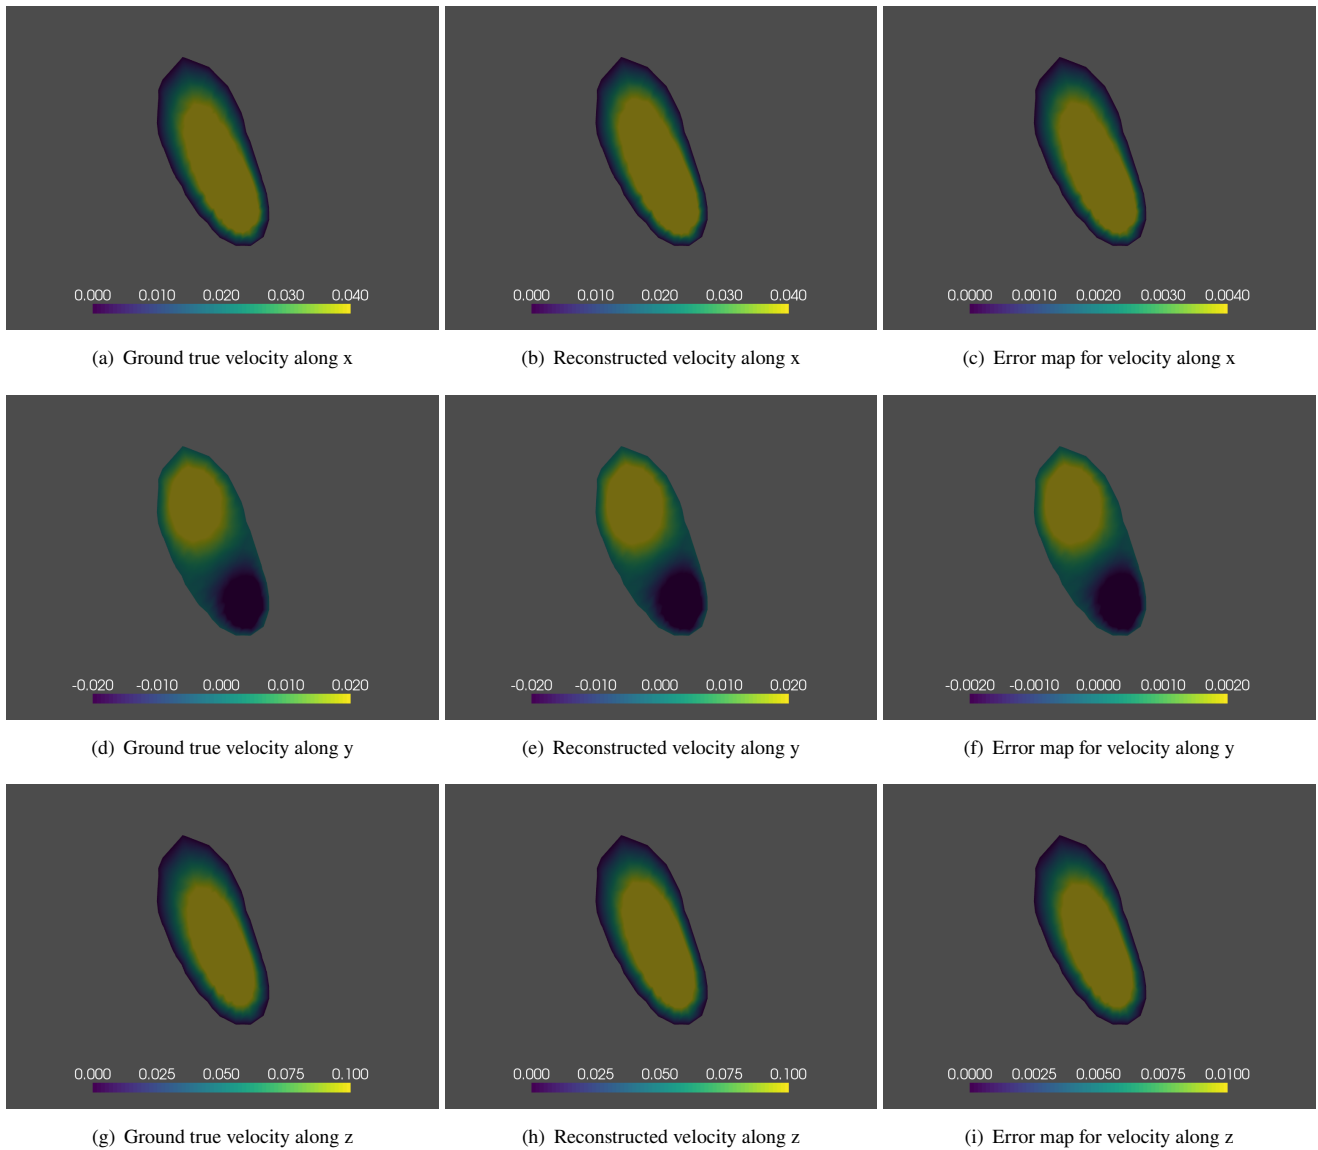 0.000 0.010 0.020 0.030 0.040
0.000 0.010 0.020 0.030 0.040
0.0000 0.0010 0.0020 0.0030 0.0040
(a) Ground true velocity along x
(b) Reconstructed velocity along x
(c) Error map for velocity along x
-0.020 -0.010 0.000 0.010 0.020
-0.020 -0.010 0.000 0.010 0.020
-0.0020 -0.0010 0.0000 0.0010 0.0020
(d) Ground true velocity along y
(e) Reconstructed velocity along y
(f) Error map for velocity along y
0.000 0.025 0.050 0.075 0.100
0.000 0.025 0.050 0.075 0.100
0.0000 0.0025 0.0050 0.0075 0.0100
(g) Ground true velocity along z
(h) Reconstructed velocity along z
(i) Error map for velocity along z